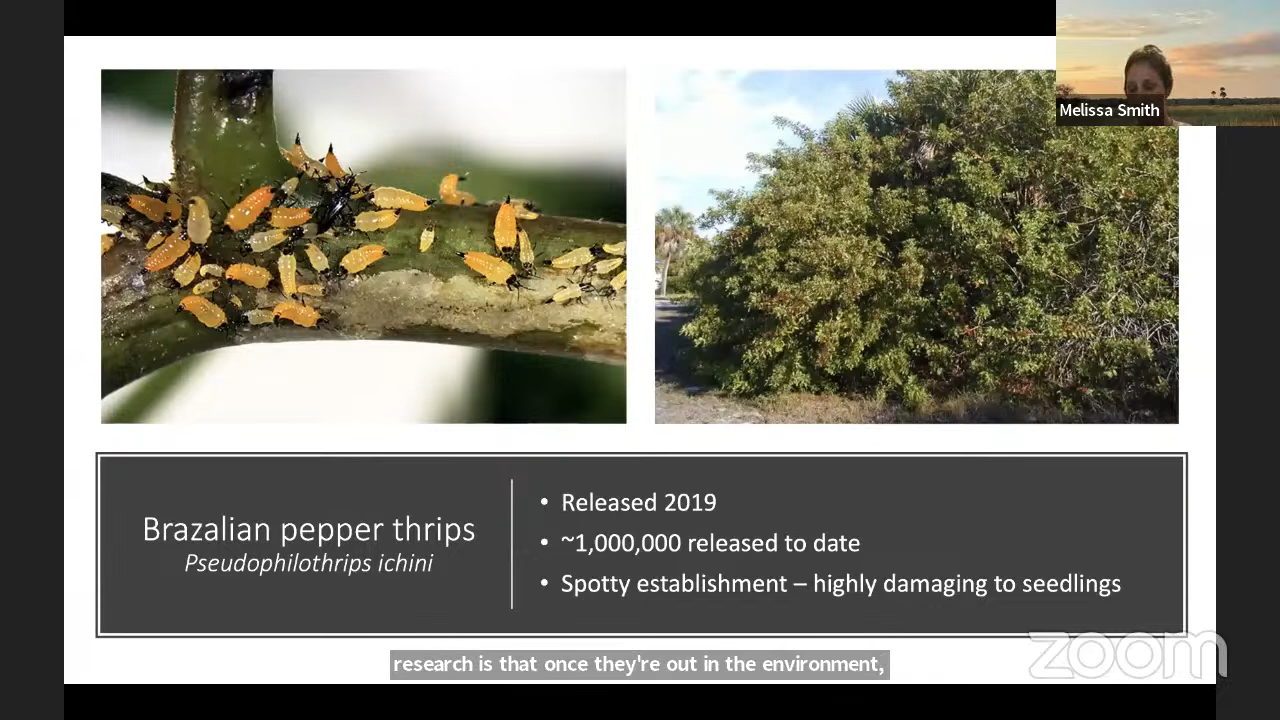 Melissa Smith
Brazalian pepper thrips
Pseudophilothrips ichini
• Released 2019
• ~1,000,000 released to date
• Spotty establishment – highly damaging to seedlings
research is that once they're out in the environment,
zoom